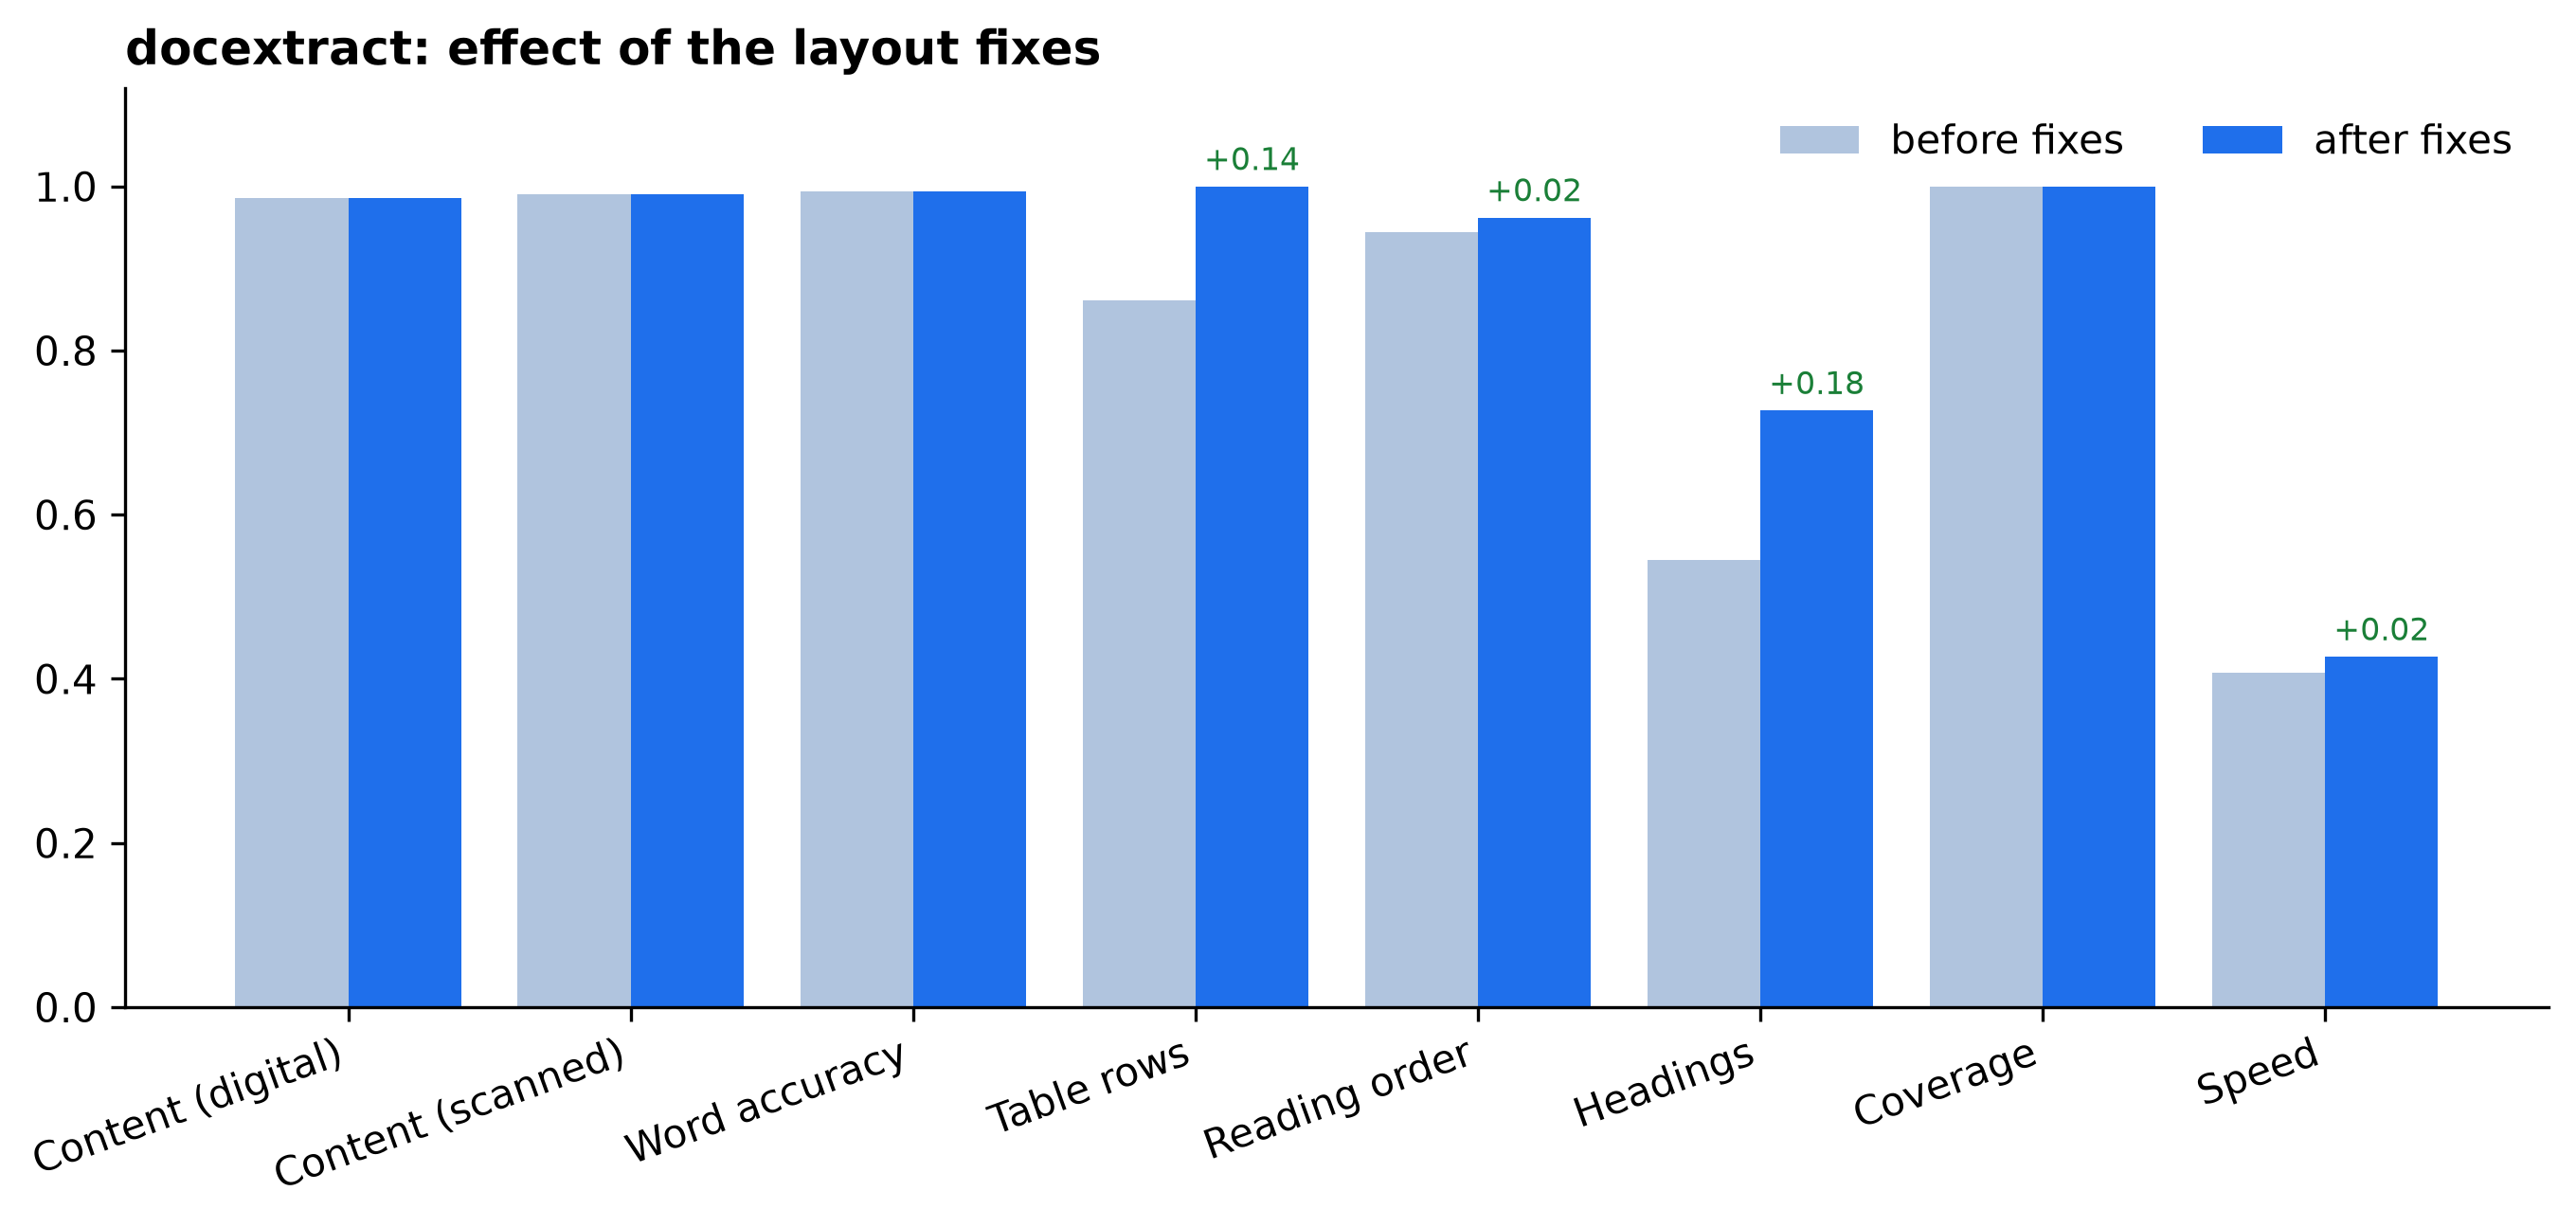 docextract: effect of the layout fixes
before fixes
after fixes
+0.14
+0.02
+0.18
+0.02
1.0
0.8
0.6
0.4
0.2
0.0
Content (digital)
Content (scanned)
Word accuracy
Table rows
Reading order
Headings
Coverage
Speed